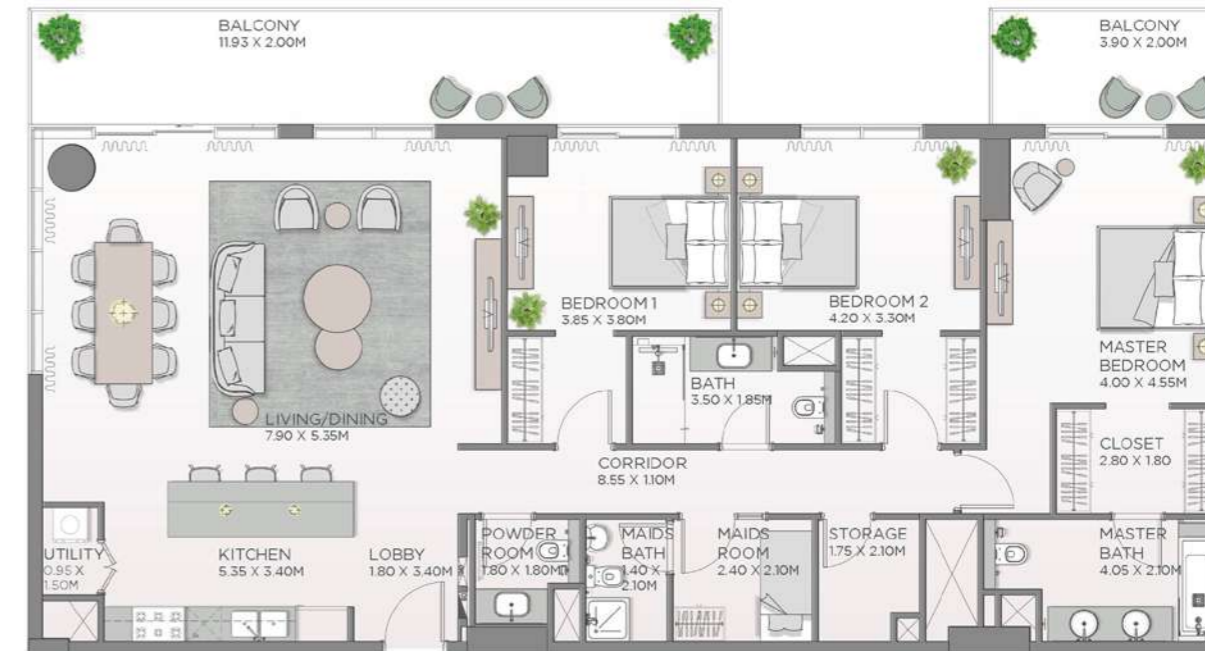 BALCONY
11.93 X 2.00M
BALCONY
3.90 X 2.00M
BEDROOM 1
3.85 X 3.80M
BEDROOM 2
4.20 X 3.30M
MASTER
BEDROOM
4.00 X 4.55M
BATH
3.50 X 1.85M
LIVING/DINING
7.90 X 5.35M
CLOSET
2.80 X 1.80
CORRIDOR
8.55 X 1.10M
UTILITY
0.95 X
1.50M
KITCHEN
5.35 X 3.40M
LOBBY
1.80 X 3.40M
POWDER
ROOM
1.80 X 1.80M
MAIDS
BATH
1.40 X
2.10M
MAIDS
ROOM
2.40 X 2.10M
STORAGE
1.75 X 2.10M
MASTER
BATH
4.05 X 2.10M